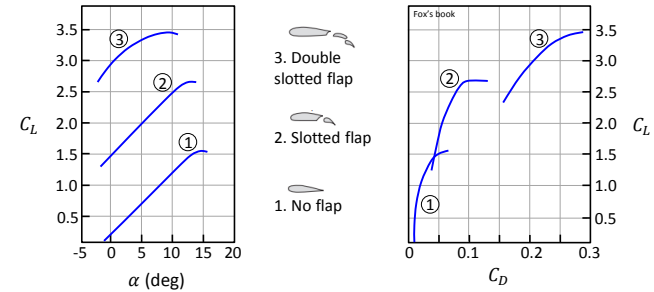 3.5
3.0
2.5
2.0
1.5
1.0
0.5
C_L
③
②
①
-5 0 5 10 15 20
α (deg)
3. Double
slotted flap
2. Slotted flap
1. No flap
Fox's book
③
②
①
3.5
3.0
2.5
2.0
1.5
1.0
0.5
C_L
0 0.1 0.2 0.3
C_D